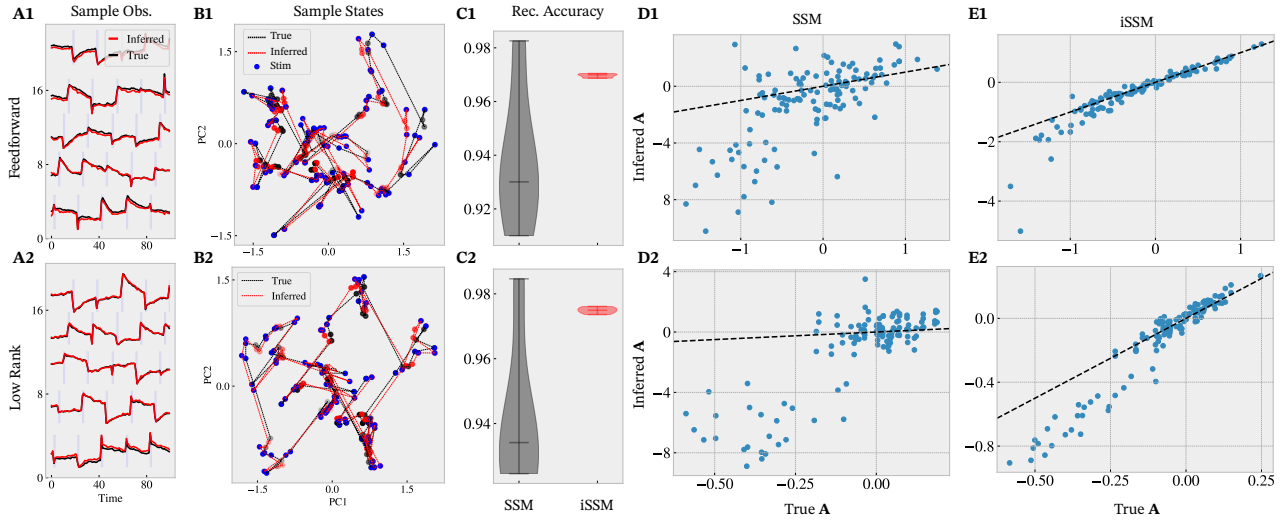 A1 Sample Obs.
B1 Sample States
C1 Rec. Accuracy
D1 SSM
E1 iSSM
Feedforward
Inferred
True
16
8
0
0 40 80
True
Inferred
Stim
PC2
1.5
0.0
−1.5
−1.5 0.0 1.5
0.98
0.96
0.94
0.92
Inferred A
0
−4
8
−1 0 1
0
−2
−4
−1 0 1
A2
B2
C2
D2
E2
Low Rank
16
8
0
0 40 80
Time
True
Inferred
PC2
1.5
0.0
−1.5 0.0 1.5
PC1
0.98
0.96
0.94
SSM iSSM
Inferred A
4
0
−4
−8
−0.50 −0.25 0.00
True A
0.0
−0.4
−0.8
−0.50 −0.25 0.00 0.25
True A